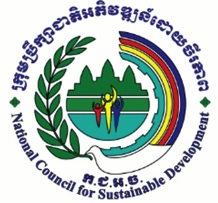 ក្រុមប្រឹក្សាជាតិអភិវឌ្ឍន៍ដោយចីរភាព
ក.ជ.អ.ច.
National Council for Sustainable Development